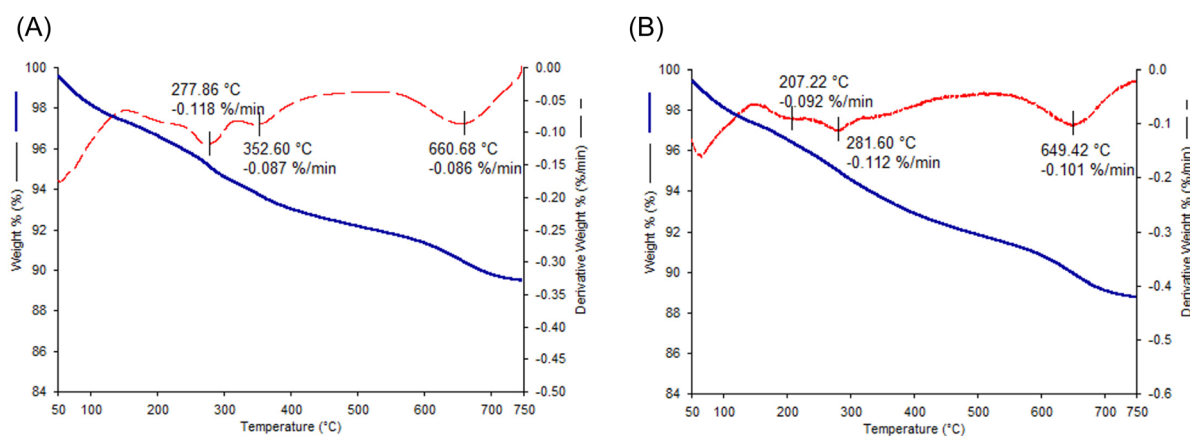 (A)
100
98
96
94
92
90
88
86
84
Weight % (%)
277.86 °C
-0.118 %/min
352.60 °C
-0.087 %/min
660.68 °C
-0.086 %/min
0.00
-0.05
-0.10
-0.15
-0.20
-0.25
-0.30
-0.35
-0.40
-0.45
-0.50
Derivative Weight % (%/min)
50 100 200 300 400 500 600 700 750
Temperature (°C)
(B)
100
98
96
94
92
90
88
86
84
Weight % (%)
207.22 °C
-0.092 %/min
281.60 °C
-0.112 %/min
649.42 °C
-0.101 %/min
0.0
-0.1
-0.2
-0.3
-0.4
-0.5
-0.6
Derivative Weight % (%/min)
50 100 200 300 400 500 600 700 750
Temperature (°C)